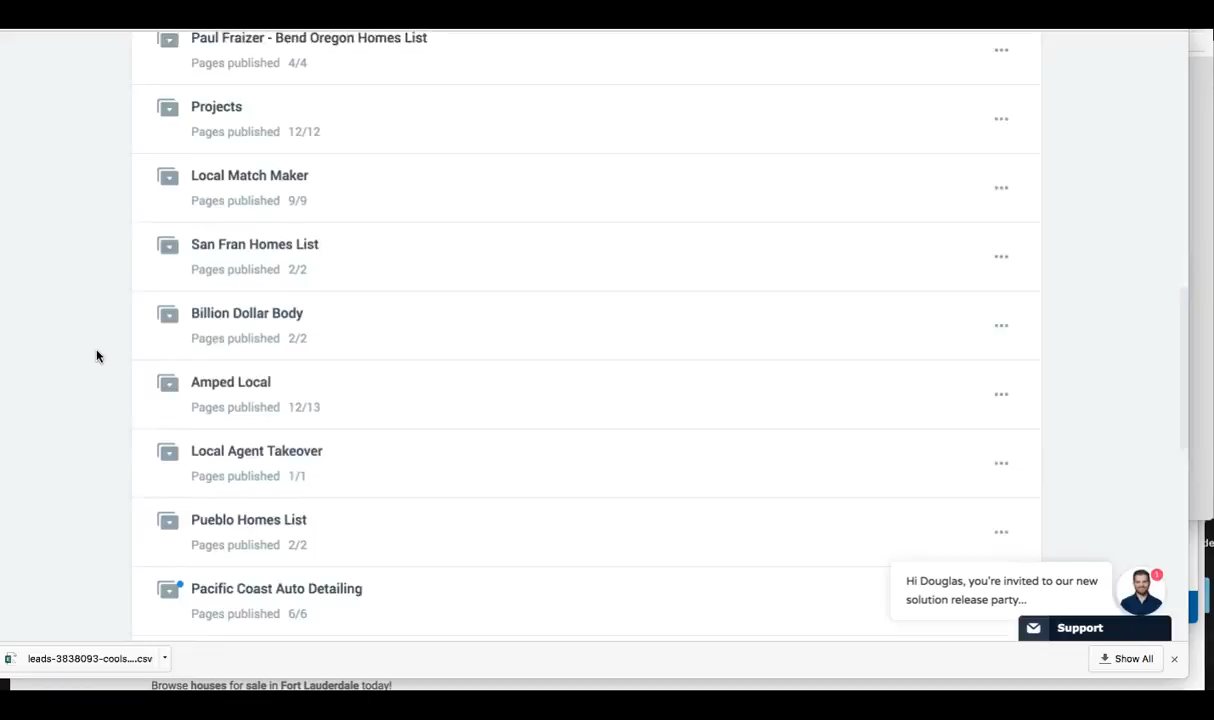 Paul Fraizer - Bend Oregon Homes List
Pages published 4/4
Projects
Pages published 12/12
Local Match Maker
Pages published 9/9
San Fran Homes List
Pages published 2/2
Billion Dollar Body
Pages published 2/2
Amped Local
Pages published 12/13
Local Agent Takeover
Pages published 1/1
Pueblo Homes List
Pages published 2/2
Pacific Coast Auto Detailing
Pages published 6/6
Hi Douglas, you're invited to our new
solution release party...
1
Support
leads-3838093-cools....csv
Show All
Browse houses for sale in Fort Lauderdale today!